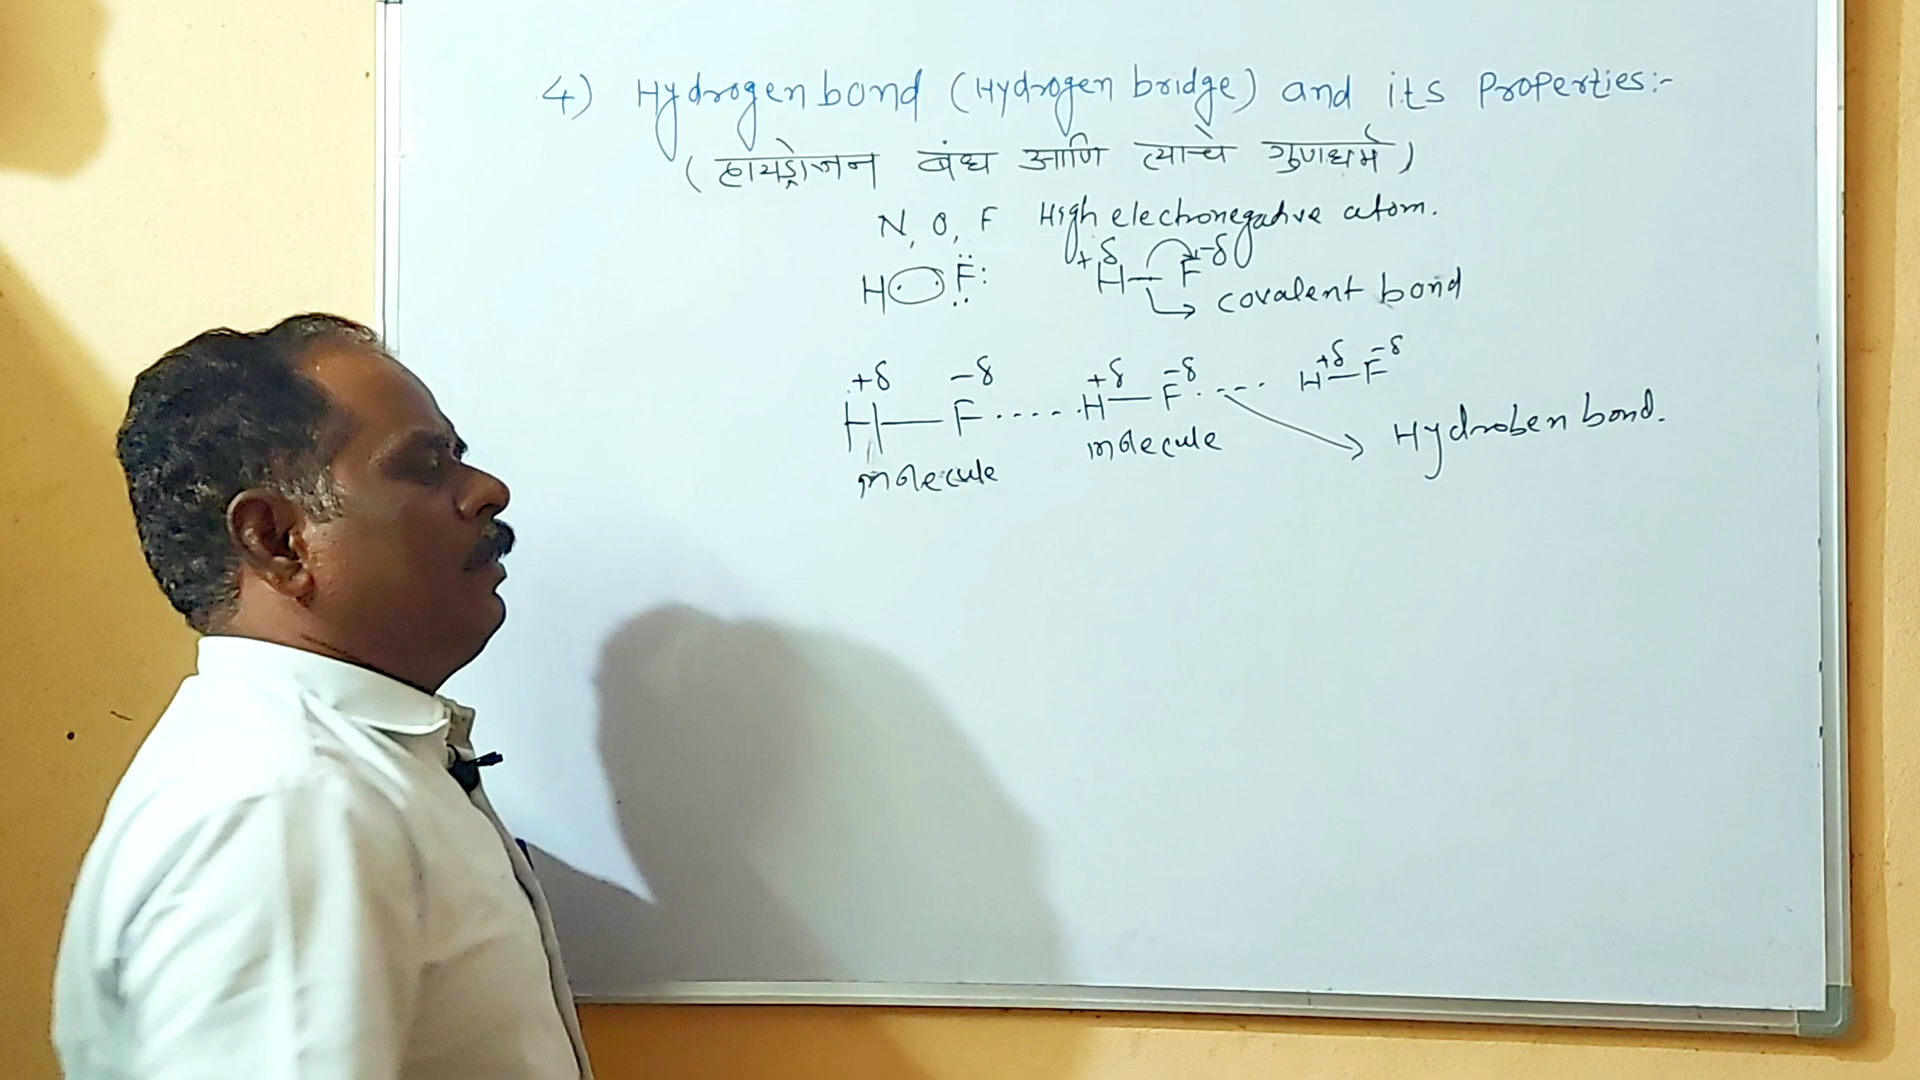 4) Hydrogen bond (Hydrogen bridge) and its Properties:-
(हायड्रोजन बंध आणि त्याचे गुणधर्म)
N, O, F High electronegative atom.
H F +δ H — F -δ
covalent bond
+δ -δ +δ -δ +δ -δ
H — F ..... H — F .... H — F
molecule molecule Hydroben bond.